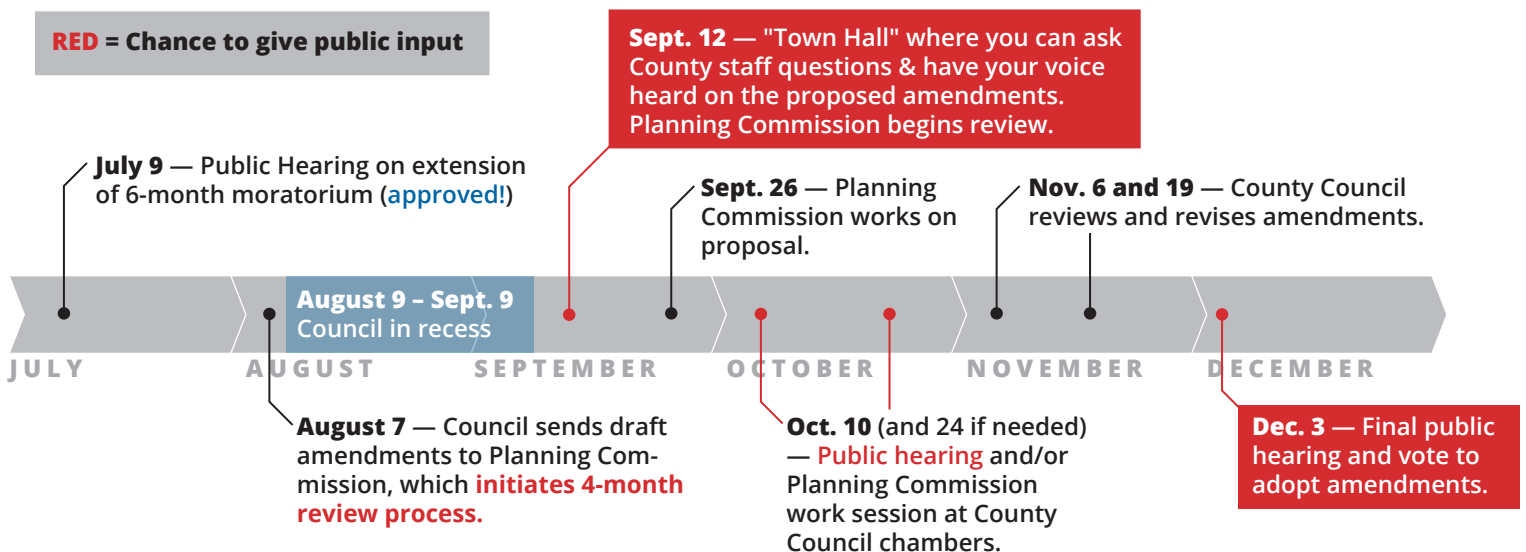 RED = Chance to give public input
Sept. 12 — "Town Hall" where you can ask
County staff questions & have your voice
heard on the proposed amendments.
Planning Commission begins review.
July 9 — Public Hearing on extension
of 6-month moratorium (approved!)
Sept. 26 — Planning
Commission works on
proposal.
Nov. 6 and 19 — County Council
reviews and revises amendments.
August 9 – Sept. 9
Council in recess
JULY
AUGUST
SEPTEMBER
OCTOBER
NOVEMBER
DECEMBER
August 7 — Council sends draft
amendments to Planning Com-
mission, which initiates 4-month
review process.
Oct. 10 (and 24 if needed)
— Public hearing and/or
Planning Commission
work session at County
Council chambers.
Dec. 3 — Final public
hearing and vote to
adopt amendments.